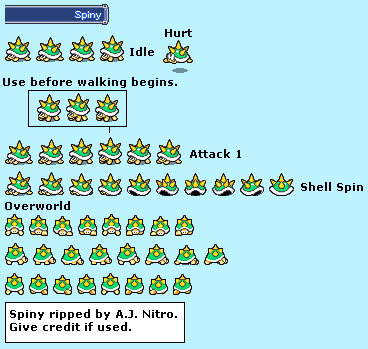 Spiny
Hurt
Idle
Use before walking begins.
Attack 1
Shell Spin
Overworld
Spiny ripped by A.J. Nitro.
Give credit if used.